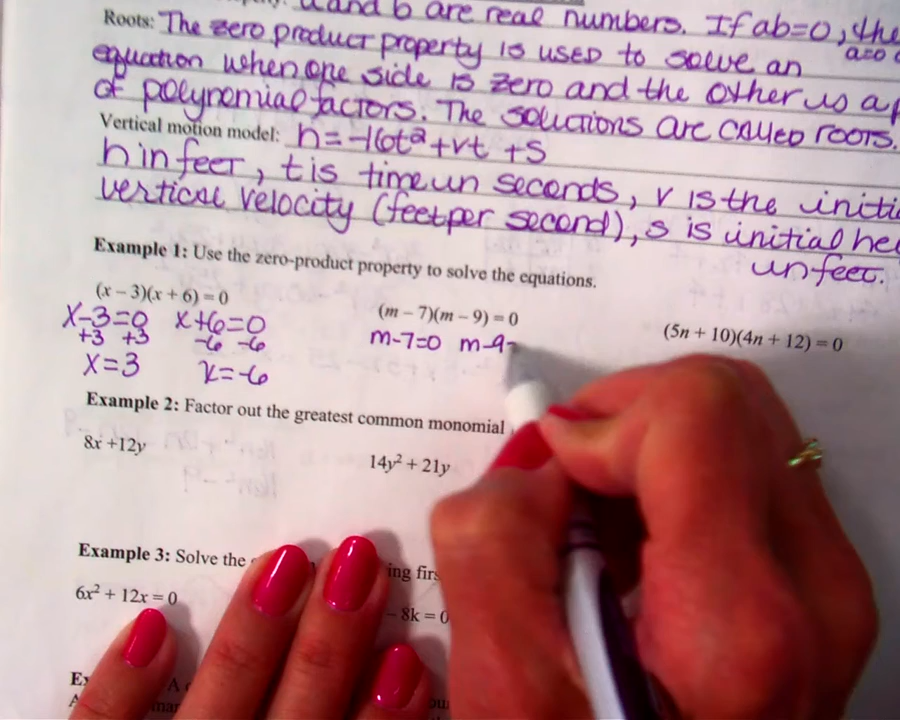 a and b are real numbers. If ab=0, the
Roots: The zero product property is used to solve an
a=0
equation when one side is zero and the other is a
of polynomial factors. The solutions are called roots.
Vertical motion model: h=-16t²+vt +s
h in feet, t is time in seconds, v is the
vertical velocity (feet per second), s is initial
in feet.
Example 1: Use the zero-product property to solve the equations.
(x – 3)(x + 6) = 0
(m – 7)(m – 9) = 0
(5n + 10)(4n + 12) = 0
x-3=0 x+6=0
m-7=0 m-9=
+3 +3 -6 -6
x=3 x=-6
Example 2: Factor out the greatest common monomial
8x +12y
14y² + 21y
Example 3: Solve the
6x² + 12x = 0
– 8k = 0